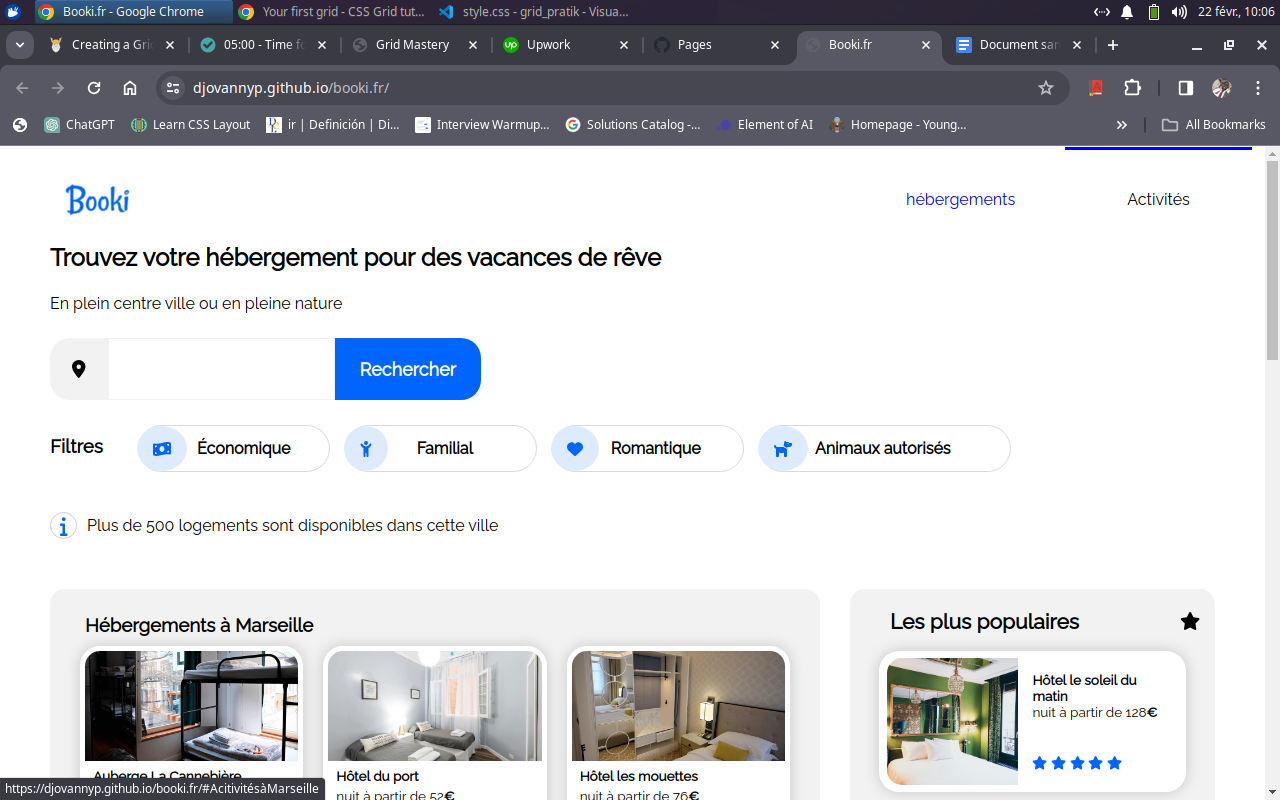 Booki.fr - Google Chrome
Your first grid - CSS Grid tut...
style.css - grid_pratik - Visua...
22 févr., 10:06
Creating a Gri
05:00 - Time fo
Grid Mastery
Upwork
Pages
Booki.fr
Document san
djovannyp.github.io/booki.fr/
ChatGPT
Learn CSS Layout
ir | Definición | Di...
Interview Warmup...
Solutions Catalog -...
Element of AI
Homepage - Young...
All Bookmarks
Booki
hébergements
Activités
Trouvez votre hébergement pour des vacances de rêve
En plein centre ville ou en pleine nature
Rechercher
Filtres
Économique
Familial
Romantique
Animaux autorisés
Plus de 500 logements sont disponibles dans cette ville
Hébergements à Marseille
Les plus populaires
Hôtel le soleil du
matin
nuit à partir de 128€
Auberge La Cannebière
Hôtel du port
nuit à partir de 52€
Hôtel les mouettes
nuit à partir de 76€
https://djovannyp.github.io/booki.fr/#AcitivitésàMarseille